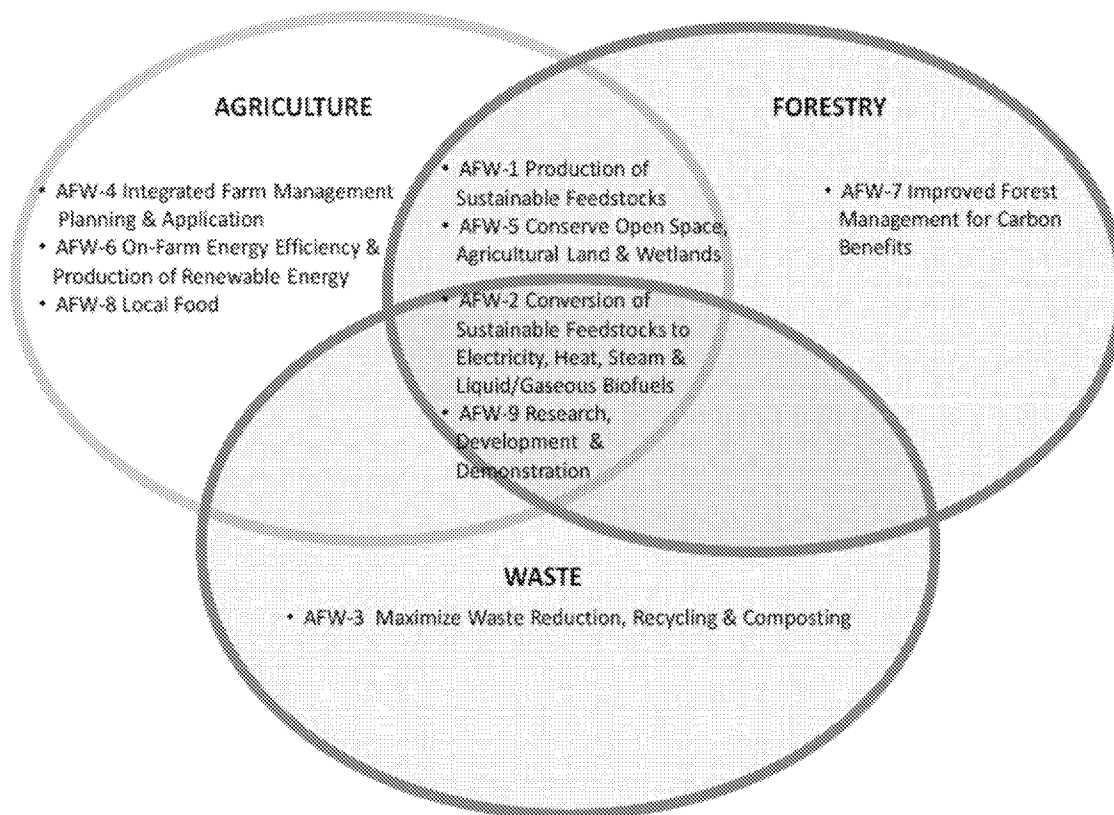 AGRICULTURE
• AFW-4 Integrated Farm Management
Planning & Application
• AFW-6 On-Farm Energy Efficiency &
Production of Renewable Energy
• AFW-8 Local Food
• AFW-1 Production of
Sustainable Feedstocks
• AFW-5 Conserve Open Space,
Agricultural Land & Wetlands
• AFW-2 Conversion of
Sustainable Feedstocks to
Electricity, Heat, Steam &
Liquid/Gaseous Biofuels
• AFW-9 Research,
Development &
Demonstration
FORESTRY
• AFW-7 Improved Forest
Management for Carbon
Benefits
WASTE
• AFW-3 Maximize Waste Reduction, Recycling & Composting